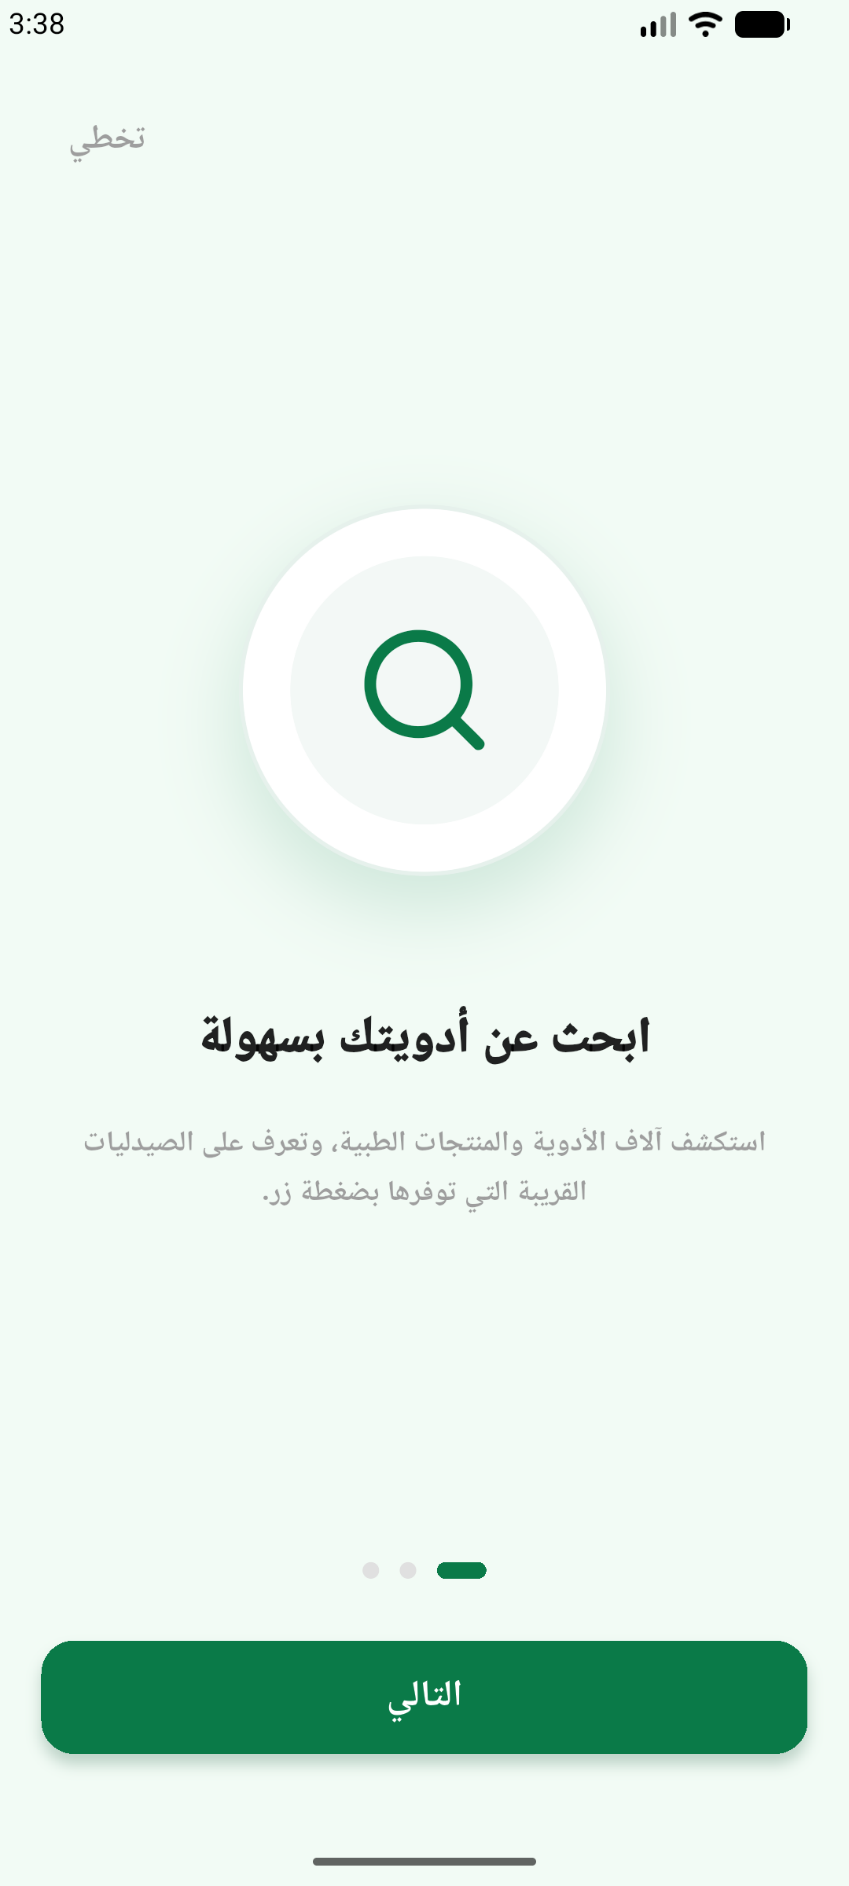 3:38
تخطي
ابحث عن أدويتك بسهولة
استكشف آلاف الأدوية والمنتجات الطبية، وتعرف على الصيدليات
القريبة التي توفرها بضغطة زر.
التالي